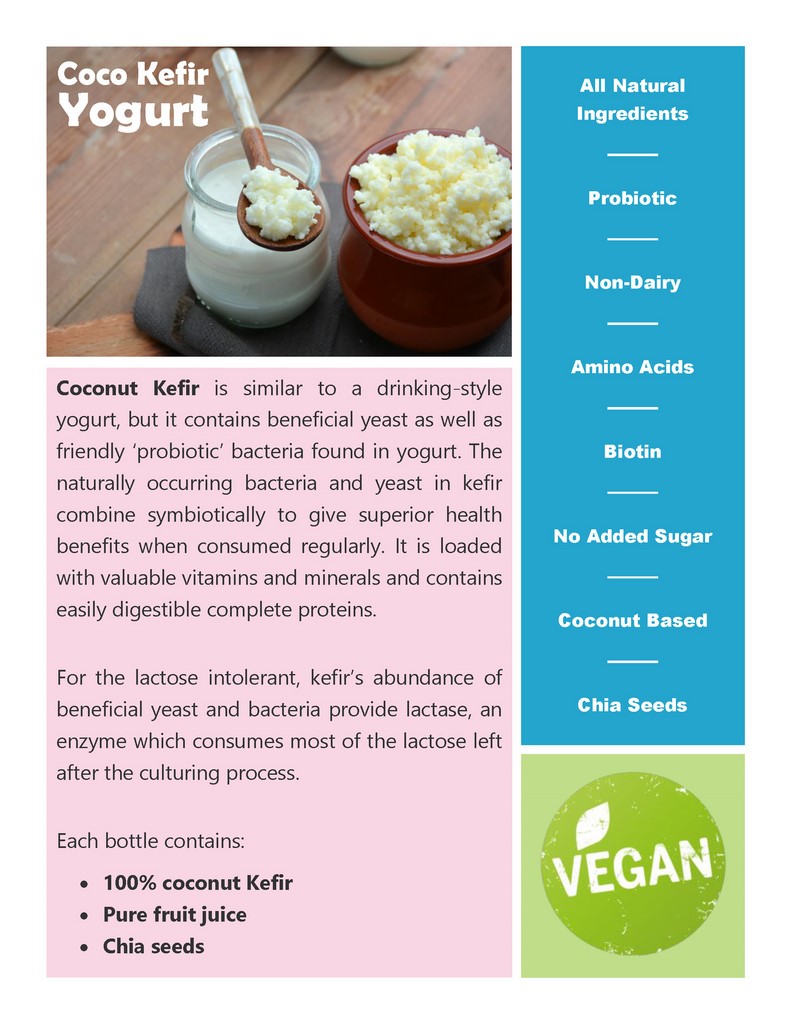 Coco Kefir
Yogurt
Coconut Kefir is similar to a drinking-style
yogurt, but it contains beneficial yeast as well as
friendly ‘probiotic’ bacteria found in yogurt. The
naturally occurring bacteria and yeast in kefir
combine symbiotically to give superior health
benefits when consumed regularly. It is loaded
with valuable vitamins and minerals and contains
easily digestible complete proteins.
For the lactose intolerant, kefir’s abundance of
beneficial yeast and bacteria provide lactase, an
enzyme which consumes most of the lactose left
after the culturing process.
Each bottle contains:
• 100% coconut Kefir
• Pure fruit juice
• Chia seeds
All Natural
Ingredients
Probiotic
Non-Dairy
Amino Acids
Biotin
No Added Sugar
Coconut Based
Chia Seeds
VEGAN